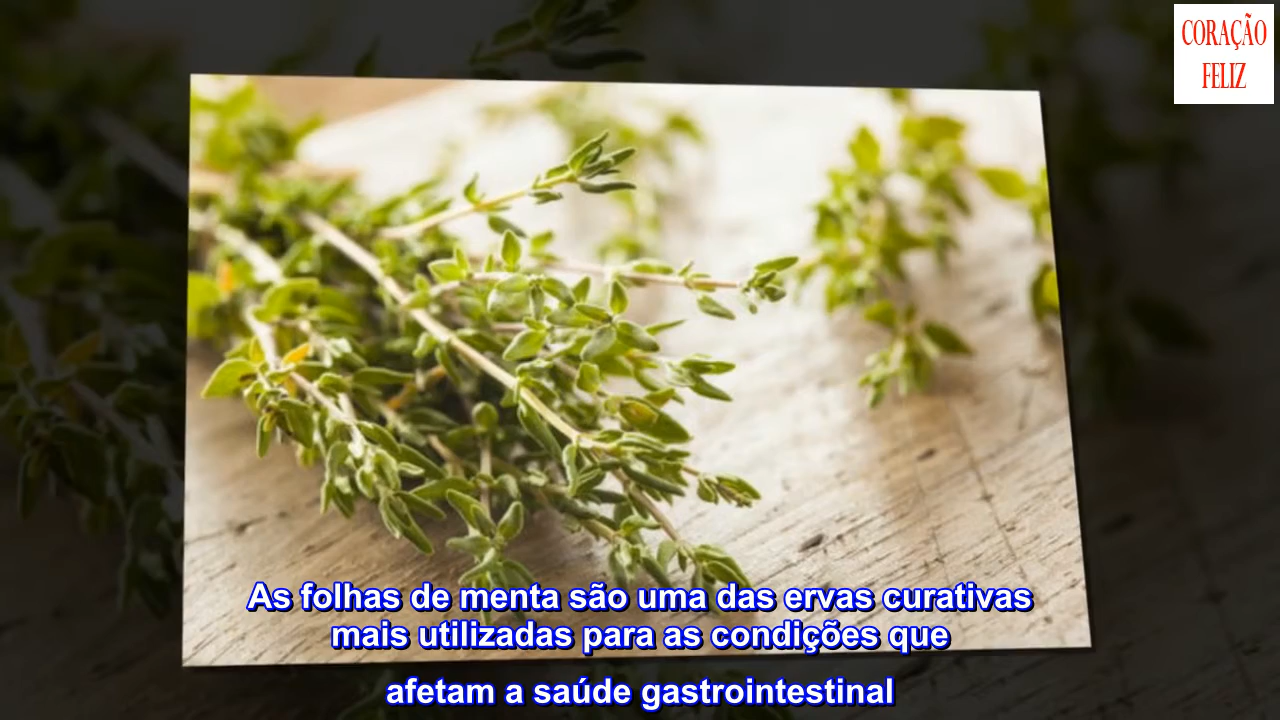 CORAÇÃO
FELIZ
As folhas de menta são uma das ervas curativas
mais utilizadas para as condições que
afetam a saúde gastrointestinal